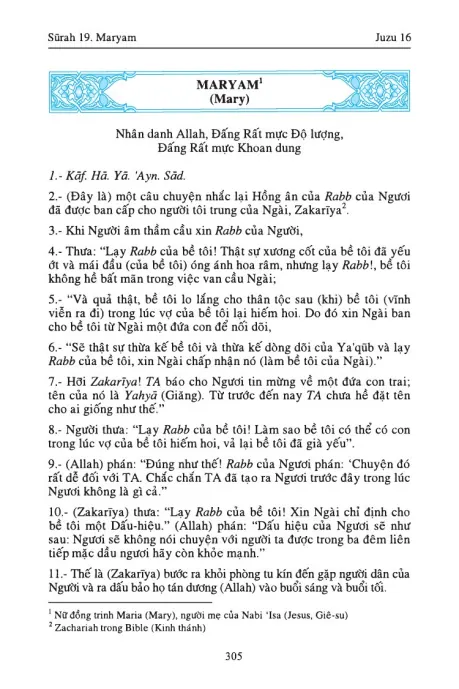 Sūrah 19. Maryam Juzu 16
MARYAM¹
(Mary)
Nhân danh Allah, Đấng Rất mực Độ lượng,
Đấng Rất mực Khoan dung
1.- Kāf. Hā. Yā. 'Ayn. Sād.
2.- (Đây là) một câu chuyện nhắc lại Hồng ân của Rabb của Ngươi
đã được ban cấp cho người tôi trung của Ngài, Zakarīya².
3.- Khi Người âm thầm cầu xin Rabb của Người,
4.- Thưa: “Lạy Rabb của bề tôi! Thật sự xương cốt của bề tôi đã yếu
ớt và mái đầu (của bề tôi) óng ánh hoa râm, nhưng lạy Rabb!, bề tôi
không hề bất mãn trong việc van cầu Ngài;
5.- “Và quả thật, bề tôi lo lắng cho thân tộc sau (khi) bề tôi (vĩnh
viễn ra đi) trong lúc vợ của bề tôi lại hiếm hoi. Do đó xin Ngài ban
cho bề tôi từ Ngài một đứa con để nối dõi,
6.- “Sẽ thật sự thừa kế bề tôi và thừa kế dòng dõi của Ya'qūb và lạy
Rabb của bề tôi, xin Ngài chấp nhận nó (làm bề tôi của Ngài).”
7.- Hỡi Zakarīya! TA báo cho Ngươi tin mừng về một đứa con trai;
tên của nó là Yahyā (Giăng). Từ trước đến nay TA chưa hề đặt tên
cho ai giống như thế.”
8.- Người thưa: “Lạy Rabb của bề tôi! Làm sao bề tôi có thể có con
trong lúc vợ của bề tôi hiếm hoi, vả lại bề tôi đã già yếu”.
9.- (Allah) phán: “Đúng như thế! Rabb của Ngươi phán: ‘Chuyện đó
rất dễ đối với TA. Chắc chắn TA đã tạo ra Ngươi trước đây trong lúc
Ngươi không là gì cả.”
10.- (Zakarīya) thưa: “Lạy Rabb của bề tôi! Xin Ngài chỉ định cho
bề tôi một Dấu-hiệu.” (Allah) phán: “Dấu hiệu của Ngươi sẽ như
sau: Ngươi sẽ không nói chuyện với người ta được trong ba đêm liên
tiếp mặc dầu ngươi hãy còn khỏe mạnh.”
11.- Thế là (Zakarīya) bước ra khỏi phòng tu kín đến gặp người dân của
Người và ra dấu bảo họ tán dương (Allah) vào buổi sáng và buổi tối.
¹ Nữ đồng trinh Maria (Mary), người mẹ của Nabi ‘Isa (Jesus, Giê-su)
² Zachariah trong Bible (Kinh thánh)
305